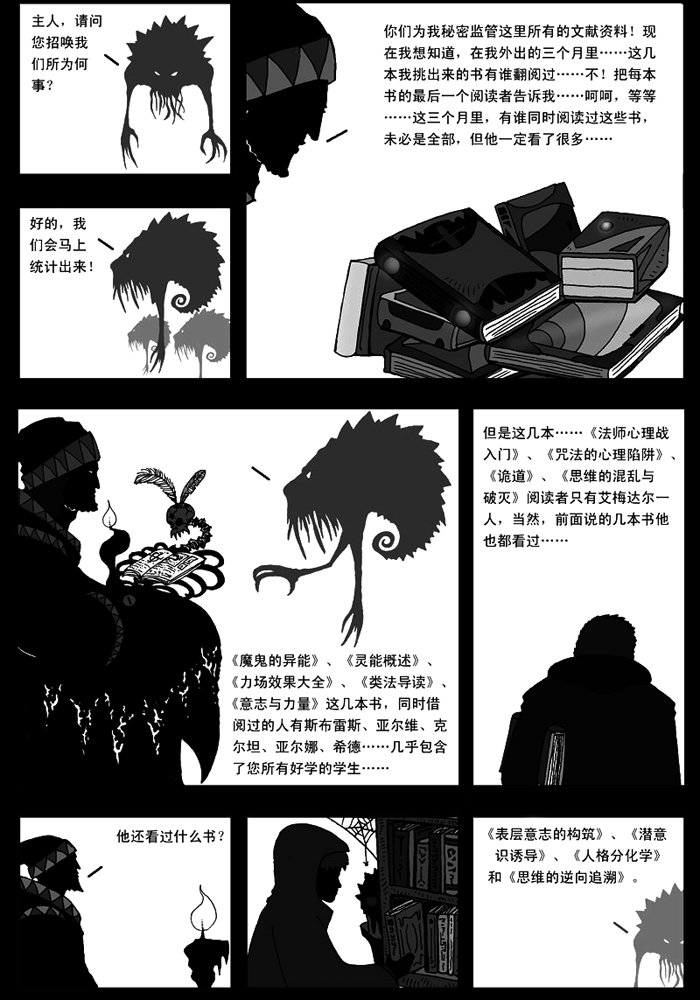 主人，请问
您招唤我
们所为何
事？
你们为我秘密监管这里所有的文献资料！现
在我想知道，在我外出的三个月里……这几
本我挑出来的书有谁翻阅过……不！把每本
书的最后一个阅读者告诉我……呵呵，等等
……这三个月里，有谁同时阅读过这些书，
未必是全部，但他一定看了很多……
好的，我
们会马上
统计出来！
《魔鬼的异能》、《灵能概述》、
《力场效果大全》、《类法导读》、
《意志与力量》这几本书，同时借
阅过的人有斯布雷斯、亚尔维、克
尔坦、亚尔娜、希德……几乎包含
了您所有好学的学生……
但是这几本……《法师心理战
入门》、《咒法的心理陷阱》、
《诡道》、《思维的混乱与
破灭》阅读者只有艾梅达尔一
人，当然，前面说的几本书他
也都看过……
他还看过什么书？
《表层意志的构筑》、《潜意
识诱导》、《人格分化学》
和《思维的逆向追溯》。